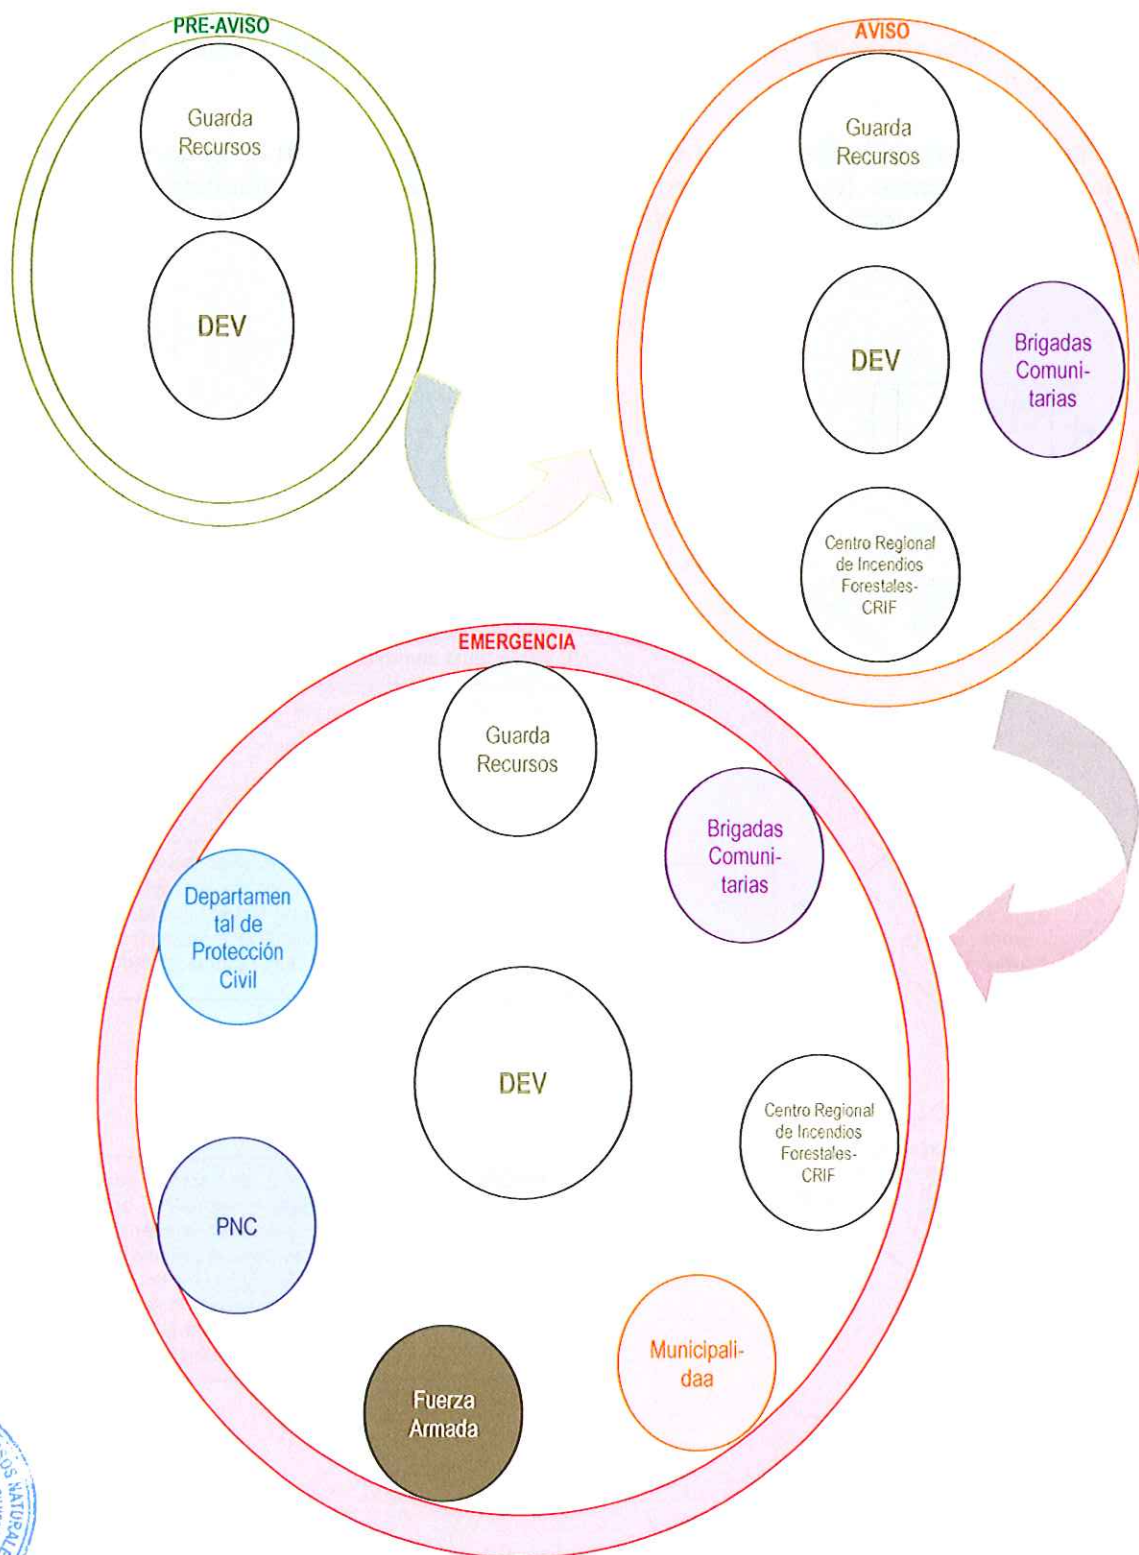 PRE-AVISO
Guarda
Recursos
DEV
AVISO
Guarda
Recursos
DEV
Brigadas
Comuni-
tarias
Centro Regional
de Incendios
Forestales-
CRIF
EMERGENCIA
Guarda
Recursos
Brigadas
Comuni-
tarias
Departamen
tal de
Protección
Civil
DEV
Centro Regional
de Incendios
Forestales-
CRIF
PNC
Municipali-
daa
Fuerza
Armada